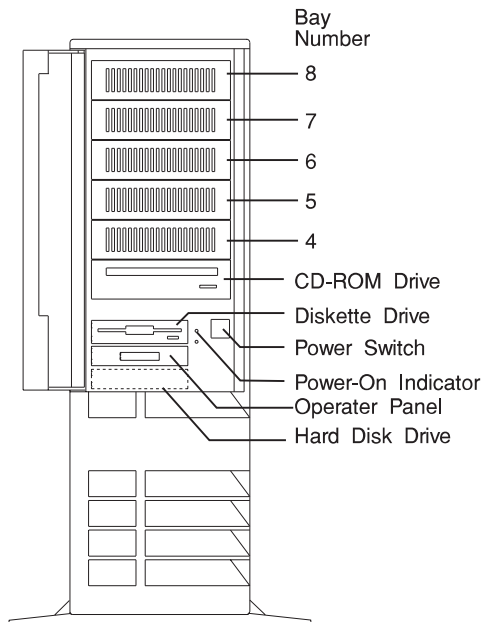 Bay
Number
8
7
6
5
4
CD-ROM Drive
Diskette Drive
Power Switch
Power-On Indicator
Operater Panel
Hard Disk Drive